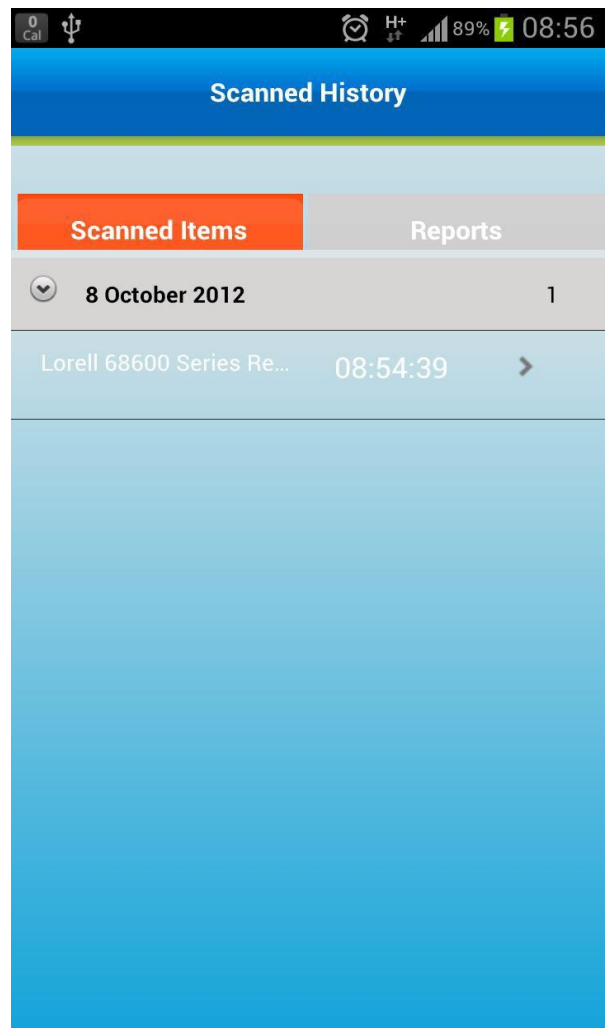 0
Cal
H+
89%
08:56
Scanned History
Scanned Items
Reports
8 October 2012
1
Lorell 68600 Series Re...
08:54:39